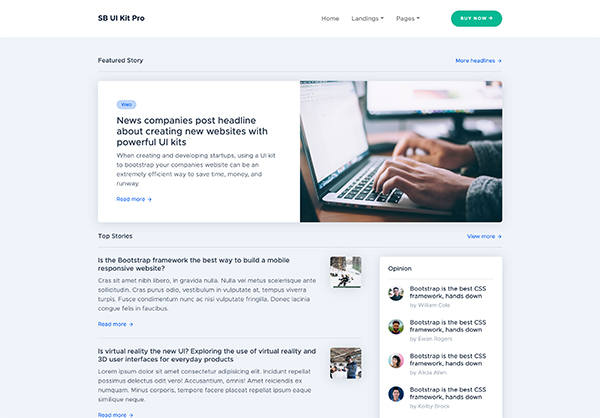 SB UI Kit Pro
Home
Landings
Pages
BUY NOW →
Featured Story
More headlines →
Web
News companies post headline
about creating new websites with
powerful UI kits
When creating and developing startups, using a UI kit
to bootstrap your companies website can be an
extremely efficient way to save time, money, and
runway.
Read more →
Top Stories
View more →
Is the Bootstrap framework the best way to build a mobile
responsive website?
Cras sit amet nibh libero, in gravida nulla. Nulla vel metus scelerisque ante
sollicitudin. Cras purus odio, vestibulum in vulputate at, tempus viverra
turpis. Fusce condimentum nunc ac nisi vulputate fringilla. Donec lacinia
congue felis in faucibus.
Read more →
Is virtual reality the new UI? Exploring the use of virtual reality and
3D user interfaces for everyday products
Lorem ipsum dolor sit amet consectetur adipisicing elit. Incidunt repellat
possimus delectus odit vero! Accusantium, omnis! Amet reiciendis ex
numquam. Minus corporis, tempore facere placeat repellat ipsum eaque
similique neque.
Read more →
Opinion
Bootstrap is the best CSS
framework, hands down
by William Cole
Bootstrap is the best CSS
framework, hands down
by Ewan Rogers
Bootstrap is the best CSS
framework, hands down
by Alicia Allen
Bootstrap is the best CSS
framework, hands down
by Kolby Brock